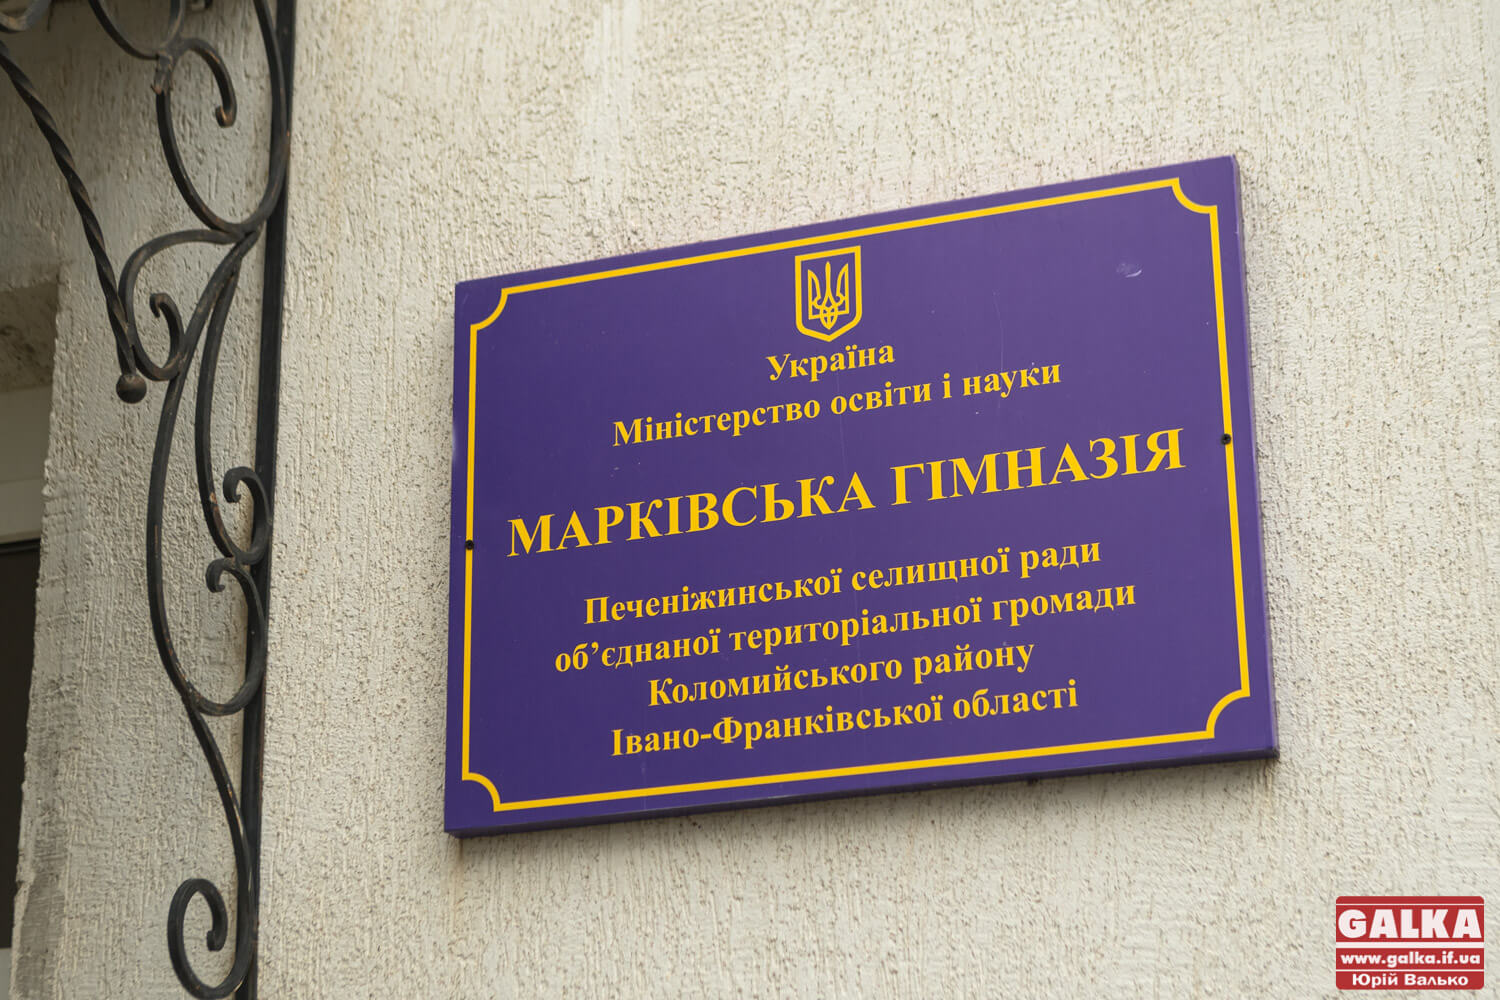 Україна
Міністерство освіти і науки
МАРКІВСЬКА ГІМНАЗІЯ
Печеніжинської селищної ради
об’єднаної територіальної громади
Коломийського району
Івано-Франківської області
GALKA
www.galka.if.ua
Юрій Валько